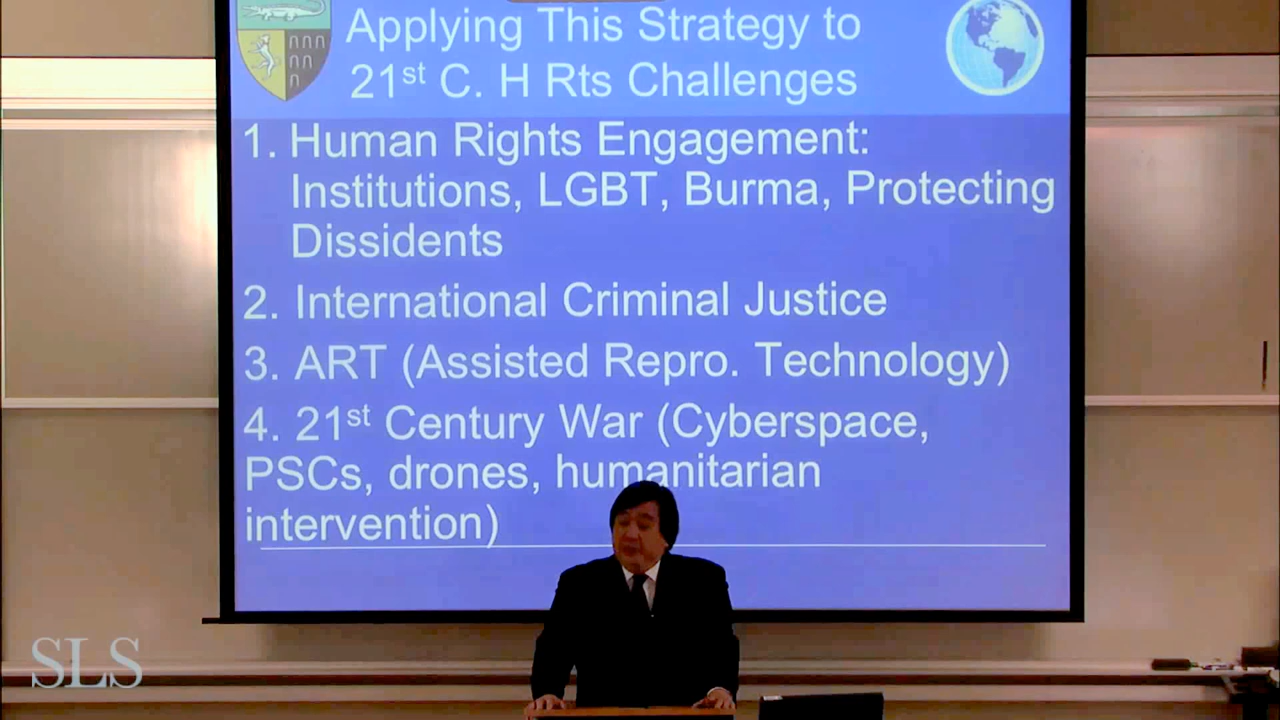 Applying This Strategy to
21st C. H Rts Challenges
1. Human Rights Engagement:
Institutions, LGBT, Burma, Protecting
Dissidents
2. International Criminal Justice
3. ART (Assisted Repro. Technology)
4. 21st Century War (Cyberspace,
PSCs, drones, humanitarian
intervention)
SLS